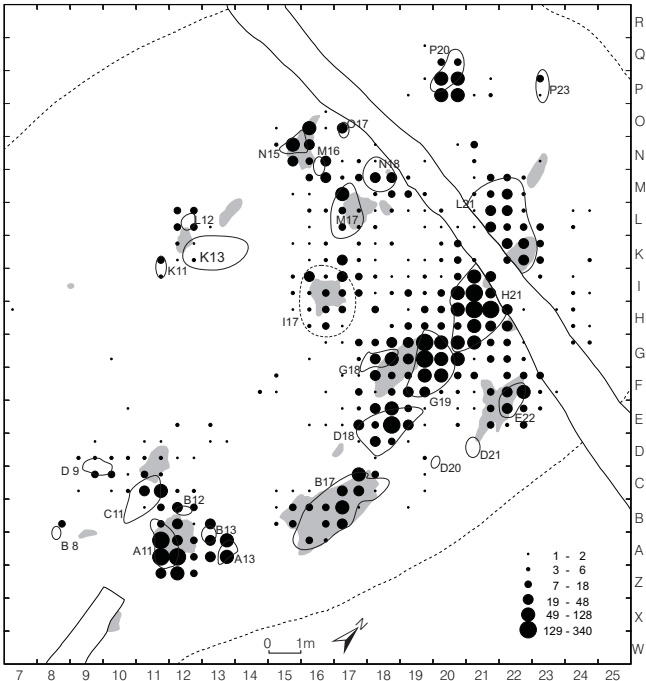 R
P20
Q
P23
P
O17
O
N15
M16
N18
N
M
L21
M17
L12
L
K13
K
K11
I
H21
I17
H
G18
G
G19
F
E22
E
D18
D 9
D21
D20
D
B17
C
C11
B12
B13
B
B 8
A11
A13
A
1 - 2
3 - 6
Z
7 - 18
19 - 48
49 - 128
X
129 - 340
N
0 1m
W
7 8 9 10 11 12 13 14 15 16 17 18 19 20 21 22 23 24 25